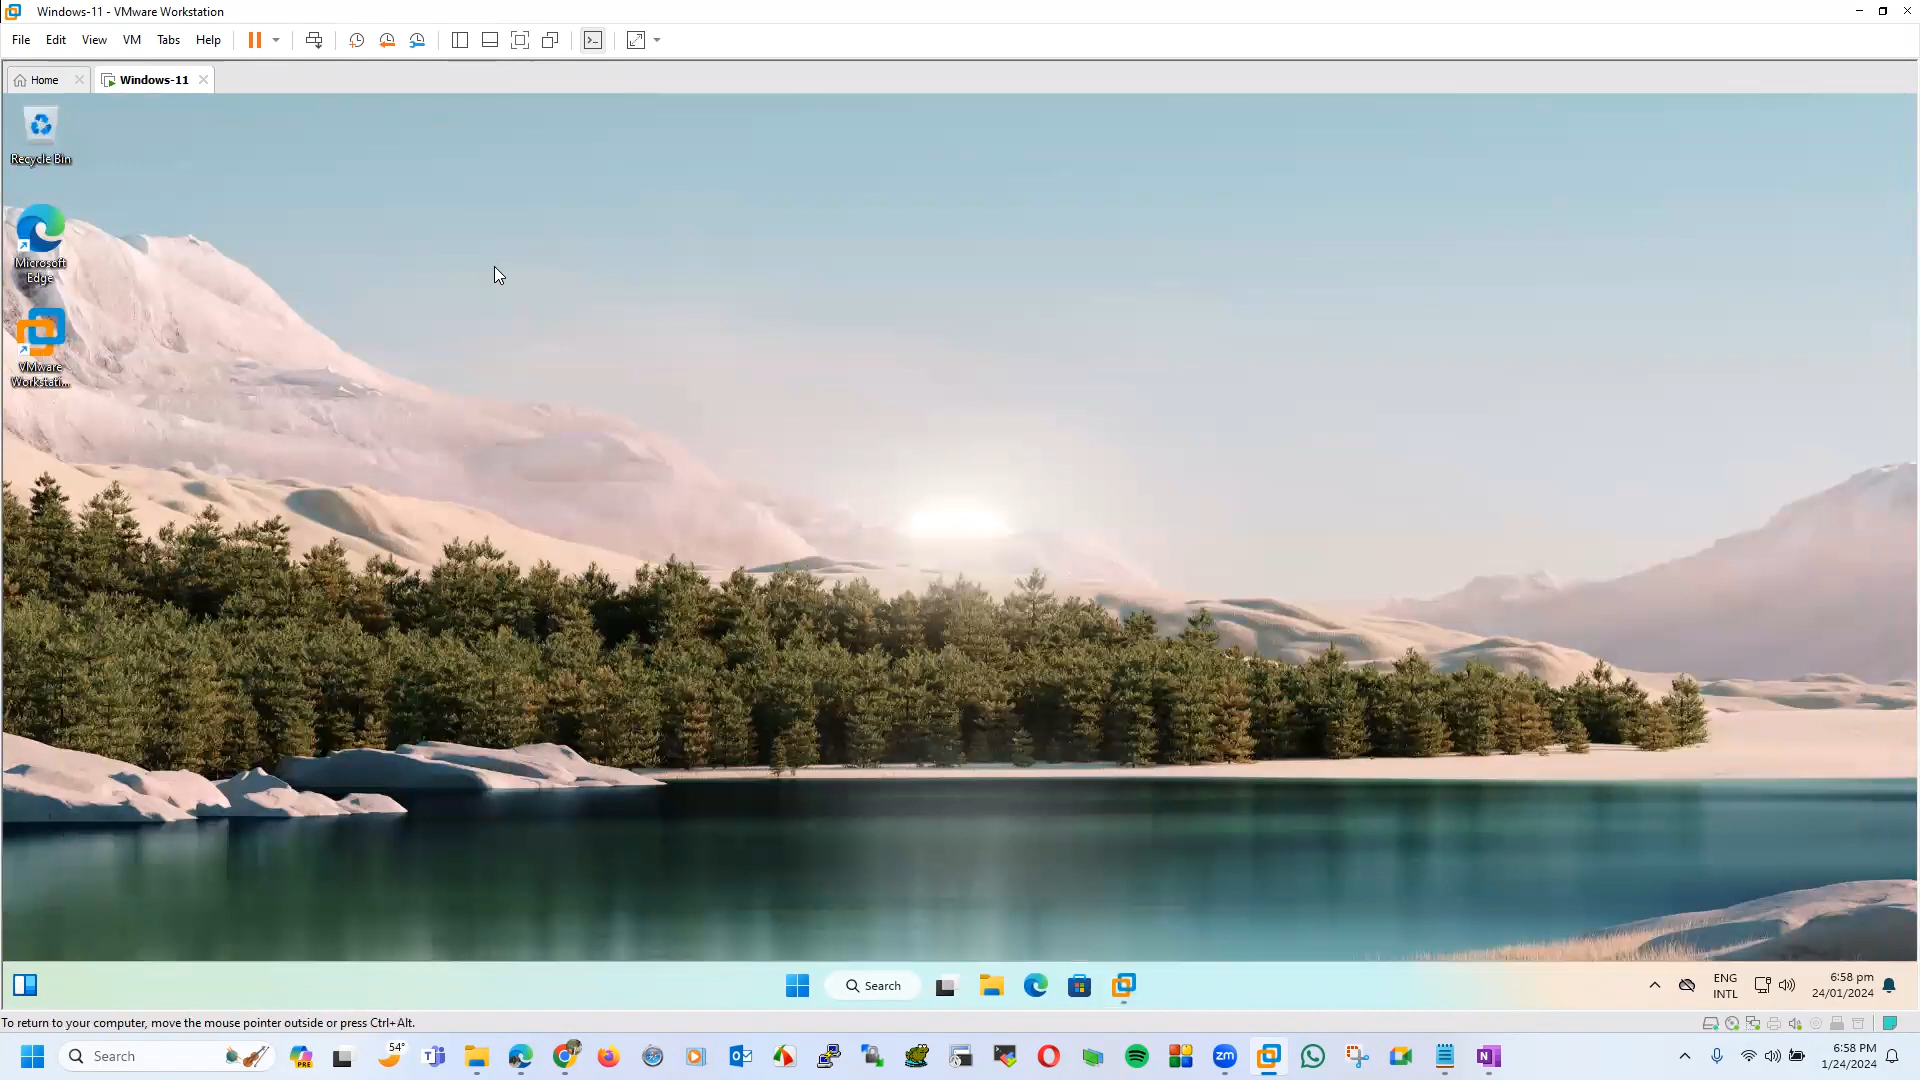 Windows-11 - VMware Workstation
File Edit View VM Tabs Help
Home
Windows-11
Recycle Bin
Microsoft
Edge
VMware
Workstati...
Search
ENG
INTL
6:58 pm
24/01/2024
To return to your computer, move the mouse pointer outside or press Ctrl+Alt.
Search
PRE
54°
zm
6:58 PM
1/24/2024